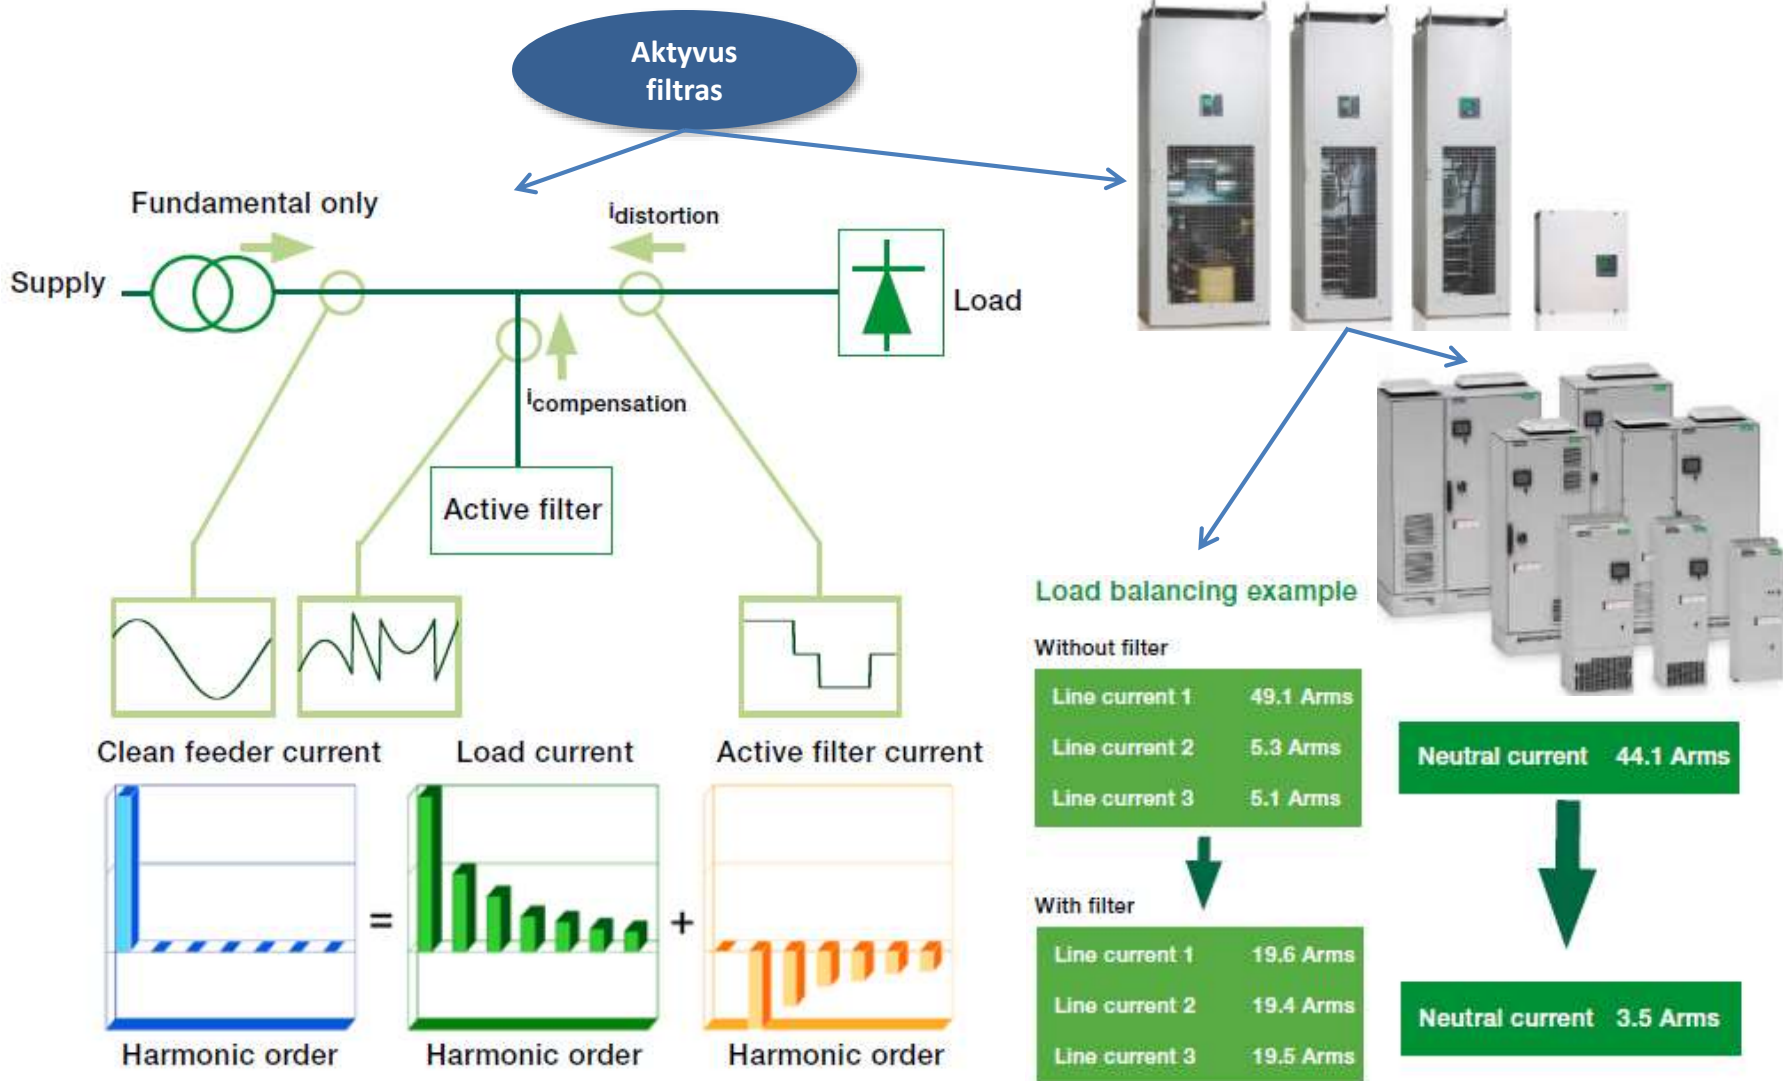 Aktyvus
filtras
Fundamental only
idistortion
Supply
Load
icompensation
Active filter
Clean feeder current
Load current
Active filter current
=
+
Harmonic order
Harmonic order
Harmonic order
Load balancing example
Without filter
Line current 1 49.1 Arms
Line current 2 5.3 Arms
Line current 3 5.1 Arms
Neutral current 44.1 Arms
With filter
Line current 1 19.6 Arms
Line current 2 19.4 Arms
Line current 3 19.5 Arms
Neutral current 3.5 Arms